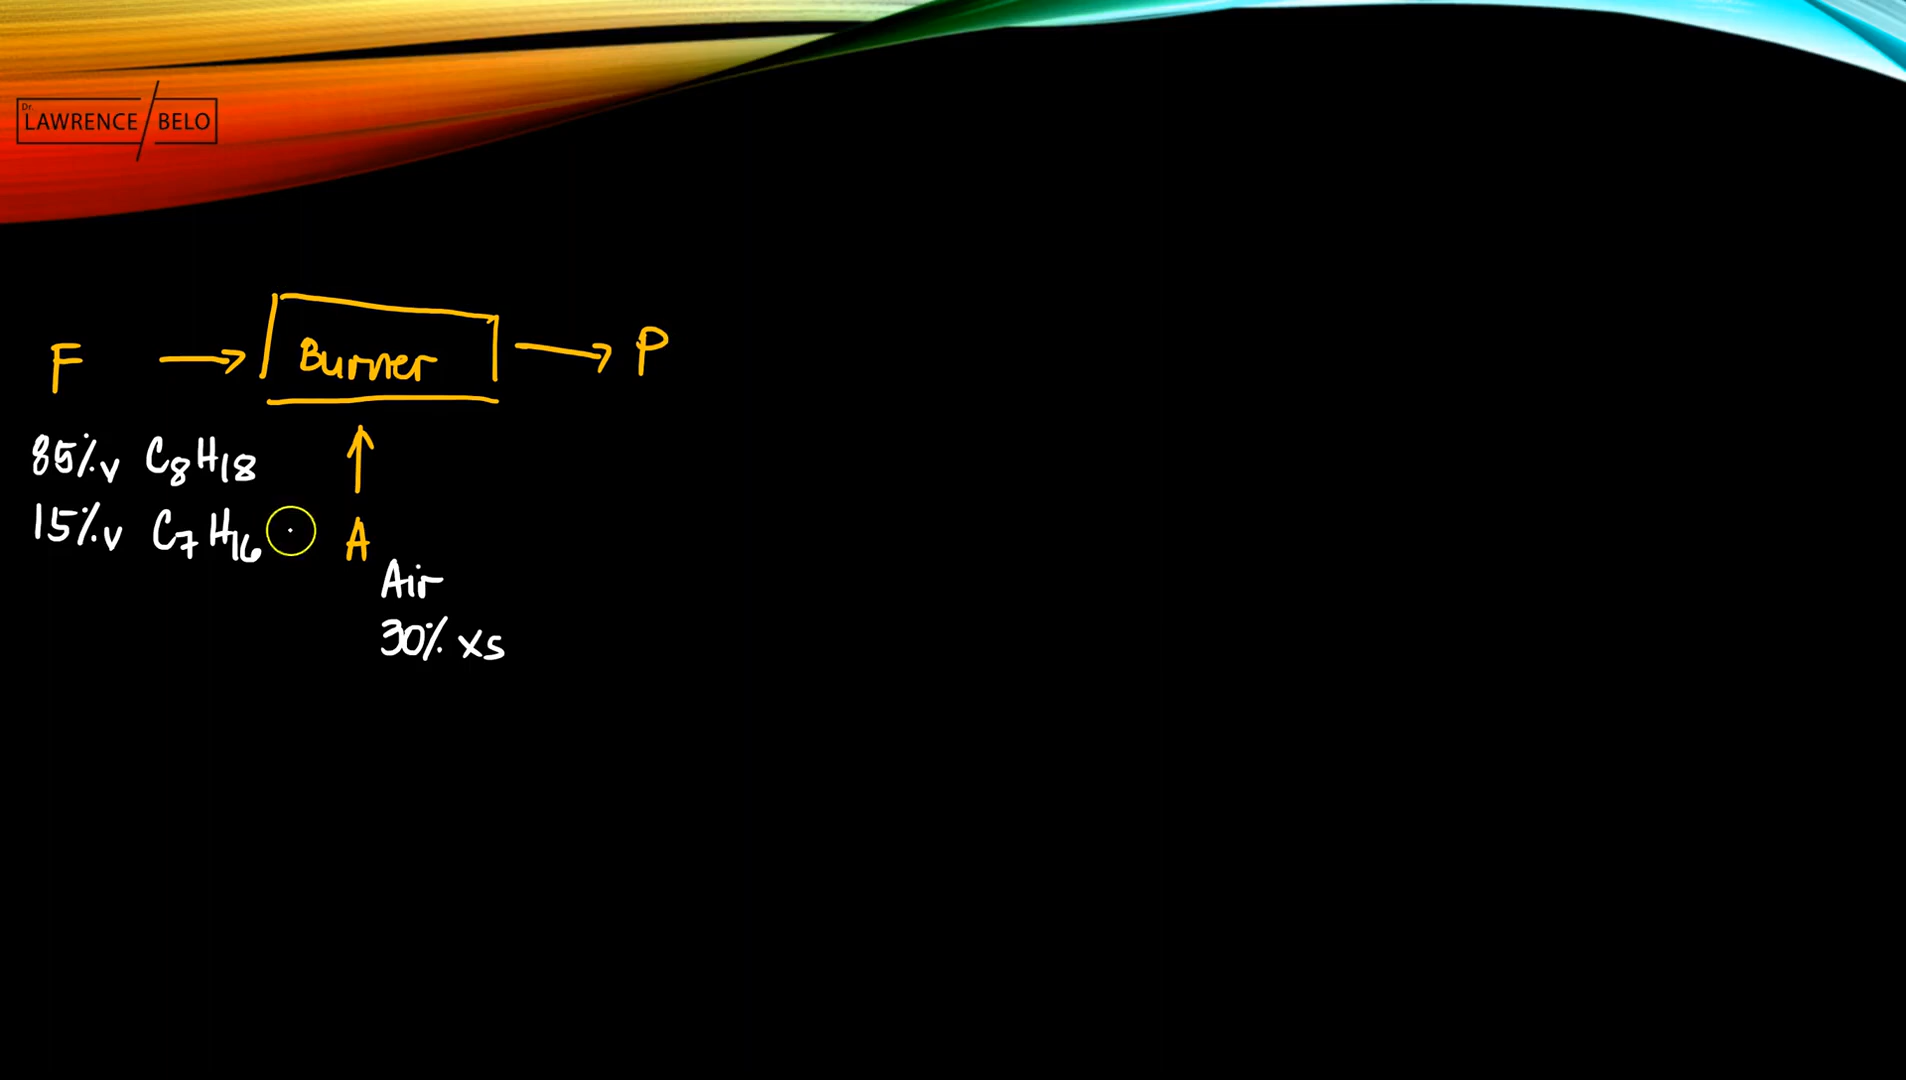 Dr.
LAWRENCE BELO
F → Burner → P
85%v C₈H₁₈
15%v C₇H₁₆
A
Air
30% xs